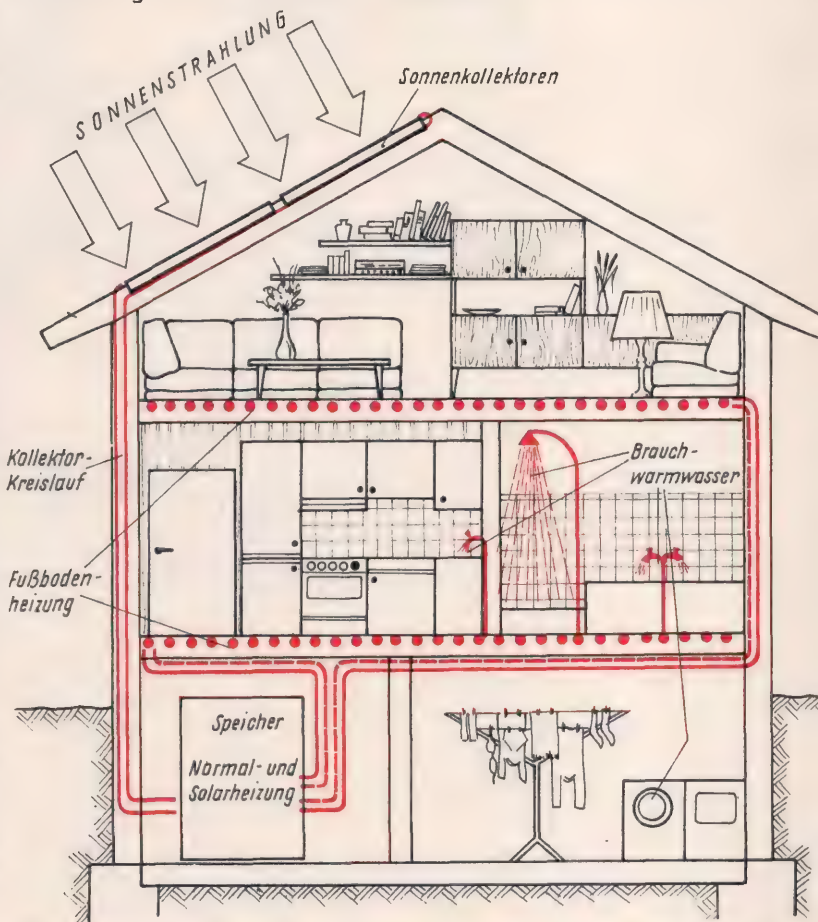 SONNENSTRAHLUNG
Sonnenkollektoren
Kollektor-
Kreislauf
Brauch-
warmwasser
Fußboden-
heizung
Speicher
Normal- und
Solarheizung